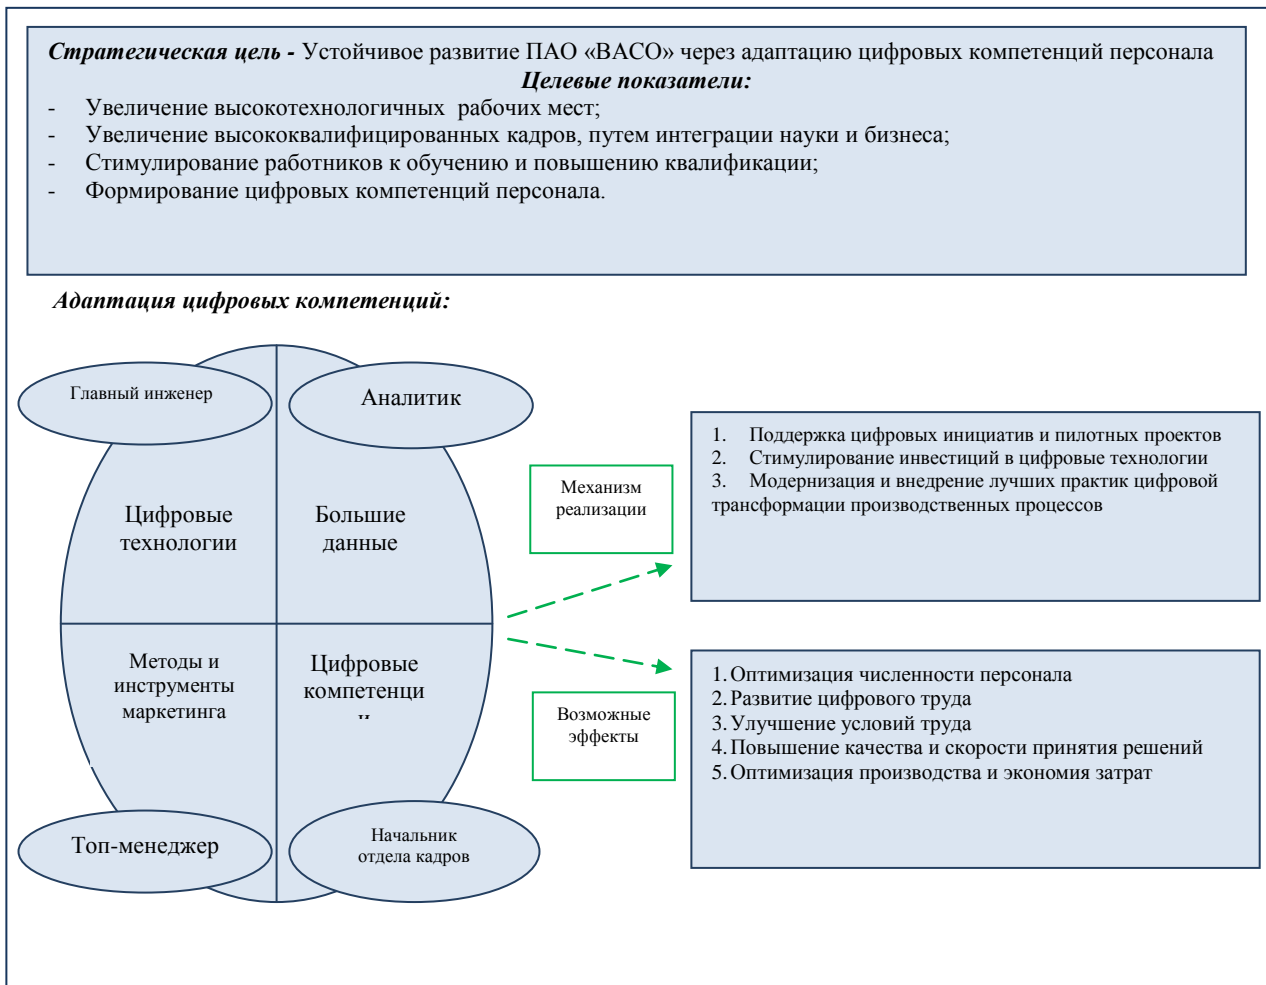 Стратегическая цель - Устойчивое развитие ПАО «ВАСО» через адаптацию цифровых компетенций персонала
Целевые показатели:
- Увеличение высокотехнологичных рабочих мест;
- Увеличение высококвалифицированных кадров, путем интеграции науки и бизнеса;
- Стимулирование работников к обучению и повышению квалификации;
- Формирование цифровых компетенций персонала.
Адаптация цифровых компетенций:
Главный инженер
Аналитик
Цифровые
технологии
Большие
данные
Методы и
инструменты
маркетинга
Цифровые
компетенци
и
Топ-менеджер
Начальник
отдела кадров
Механизм
реализации
1. Поддержка цифровых инициатив и пилотных проектов
2. Стимулирование инвестиций в цифровые технологии
3. Модернизация и внедрение лучших практик цифровой
трансформации производственных процессов
Возможные
эффекты
1. Оптимизация численности персонала
2. Развитие цифрового труда
3. Улучшение условий труда
4. Повышение качества и скорости принятия решений
5. Оптимизация производства и экономия затрат